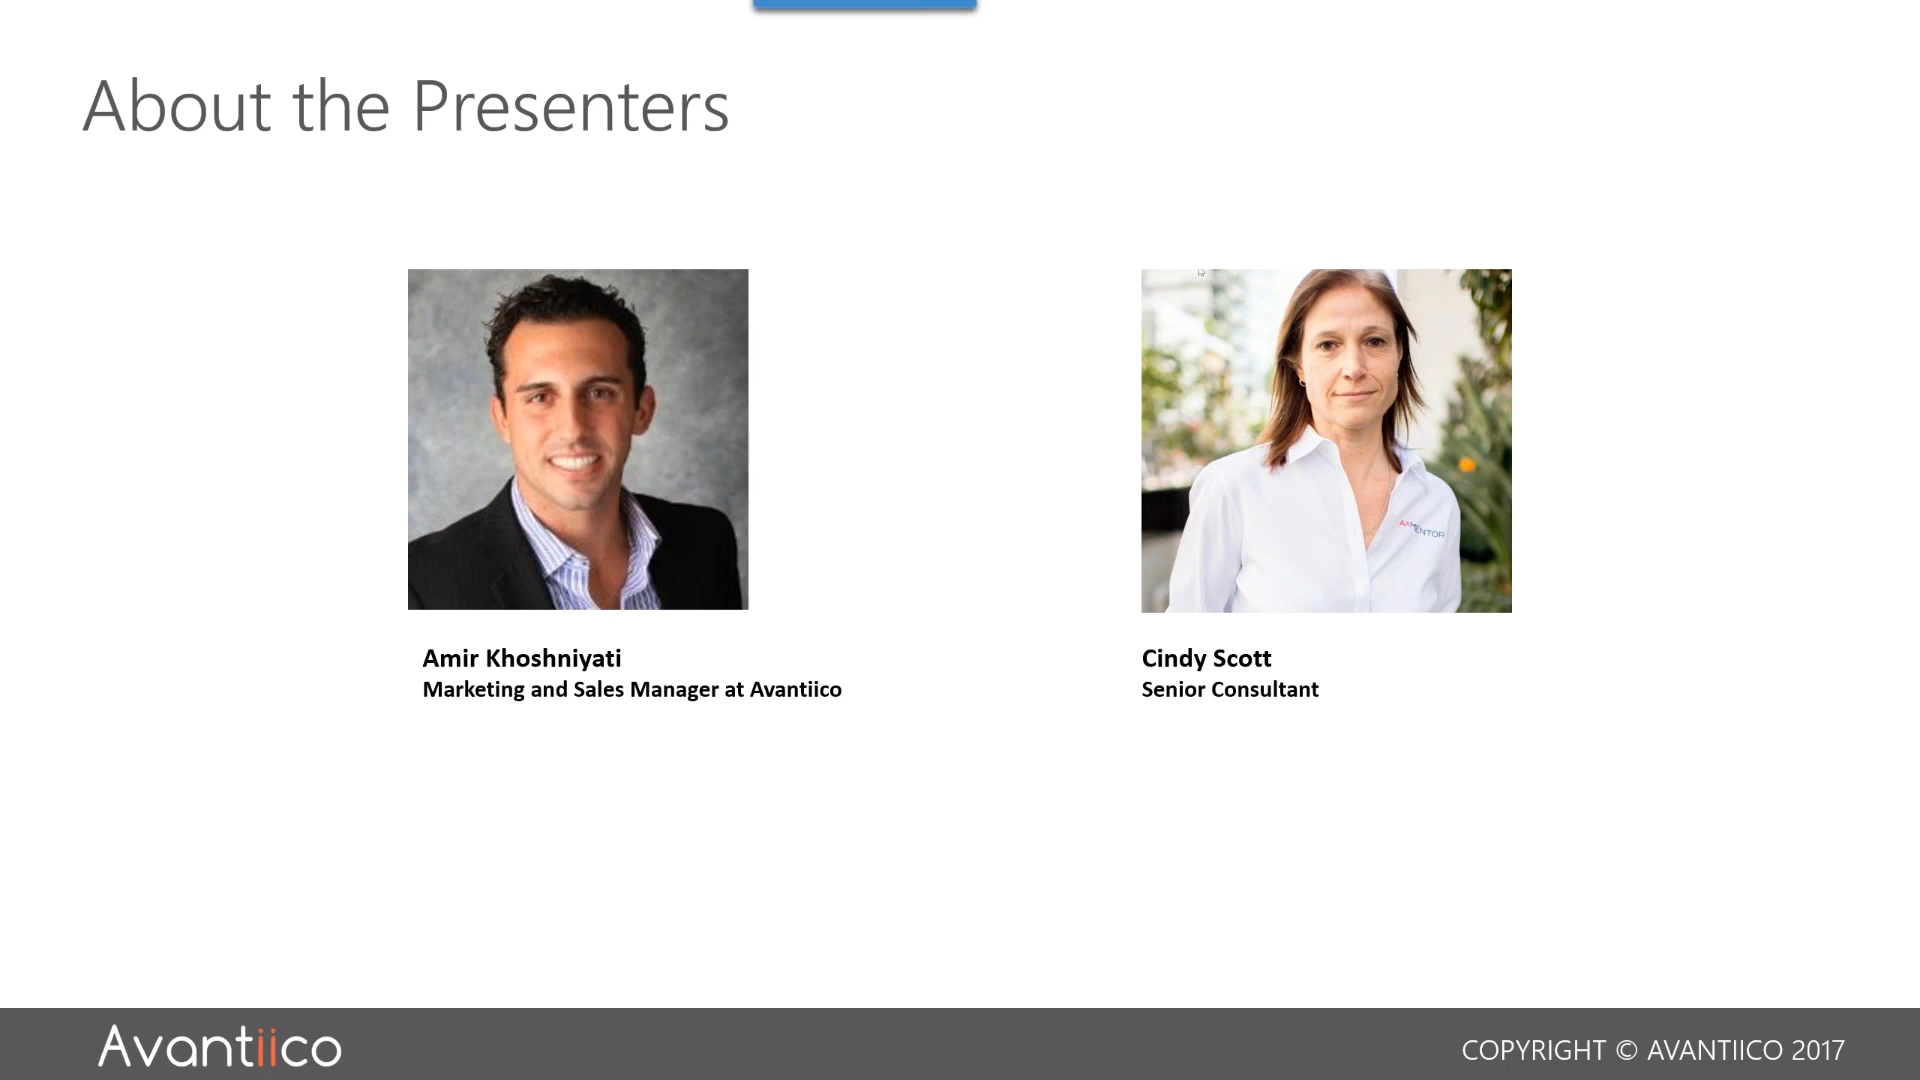 About the Presenters
AXMENTOR
Amir Khoshniyati
Marketing and Sales Manager at Avantiico
Cindy Scott
Senior Consultant
Avantiico
COPYRIGHT © AVANTIICO 2017